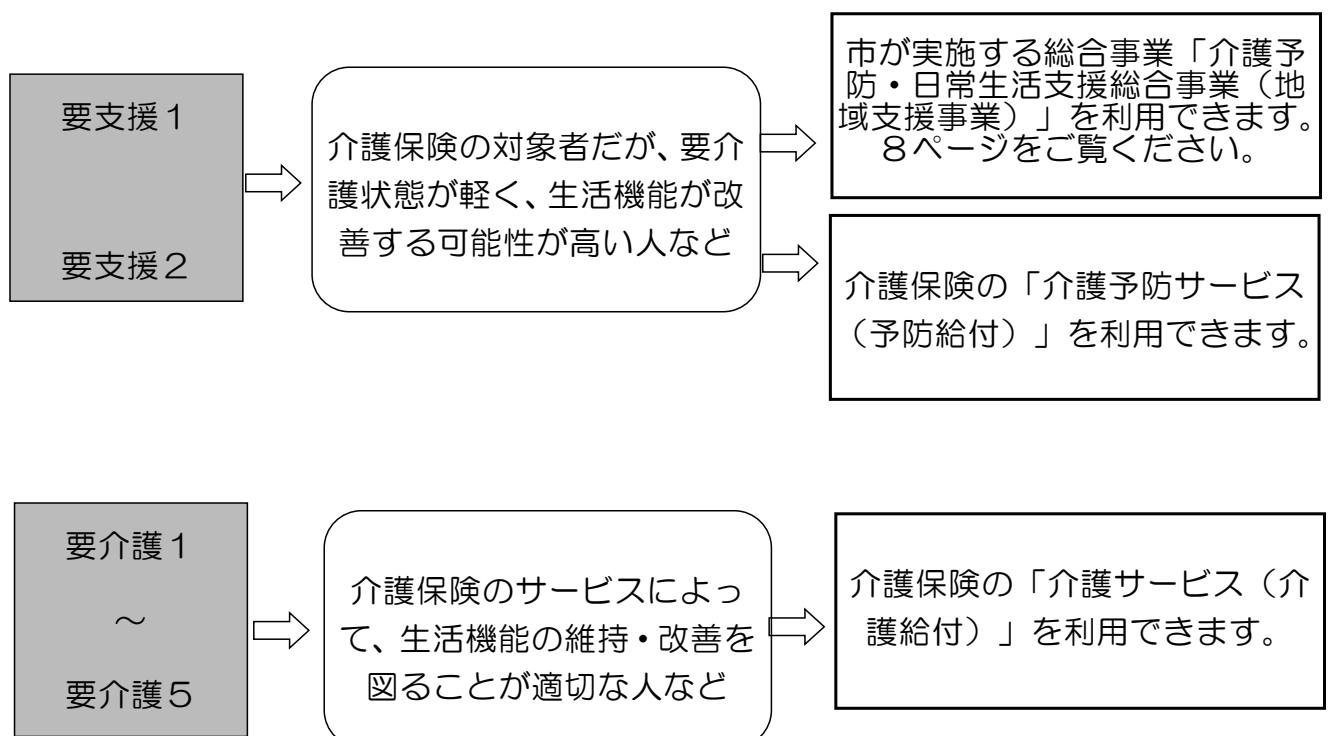 要支援1
要支援2
介護保険の対象者だが、要介
護状態が軽く、生活機能が改
善する可能性が高い人など
市が実施する総合事業「介護予
防・日常生活支援総合事業（地
域支援事業）」を利用できます。
8ページをご覧ください。
介護保険の「介護予防サービス
（予防給付）」を利用できます。
要介護1
～
要介護5
介護保険のサービスによっ
て、生活機能の維持・改善を
図ることが適切な人など
介護保険の「介護サービス（介
護給付）」を利用できます。